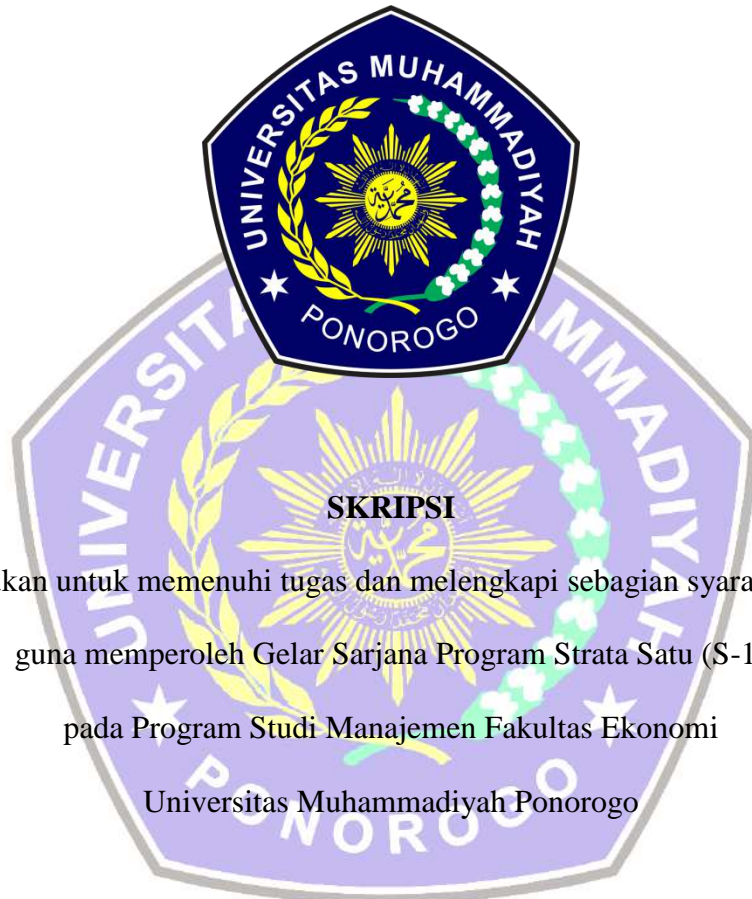 UNIVERSITAS MUHAMMADIYAH
PONOROGO
SKRIPSI
kan untuk memenuhi tugas dan melengkapi sebagian syara
guna memperoleh Gelar Sarjana Program Strata Satu (S-1
pada Program Studi Manajemen Fakultas Ekonomi
Universitas Muhammadiyah Ponorogo